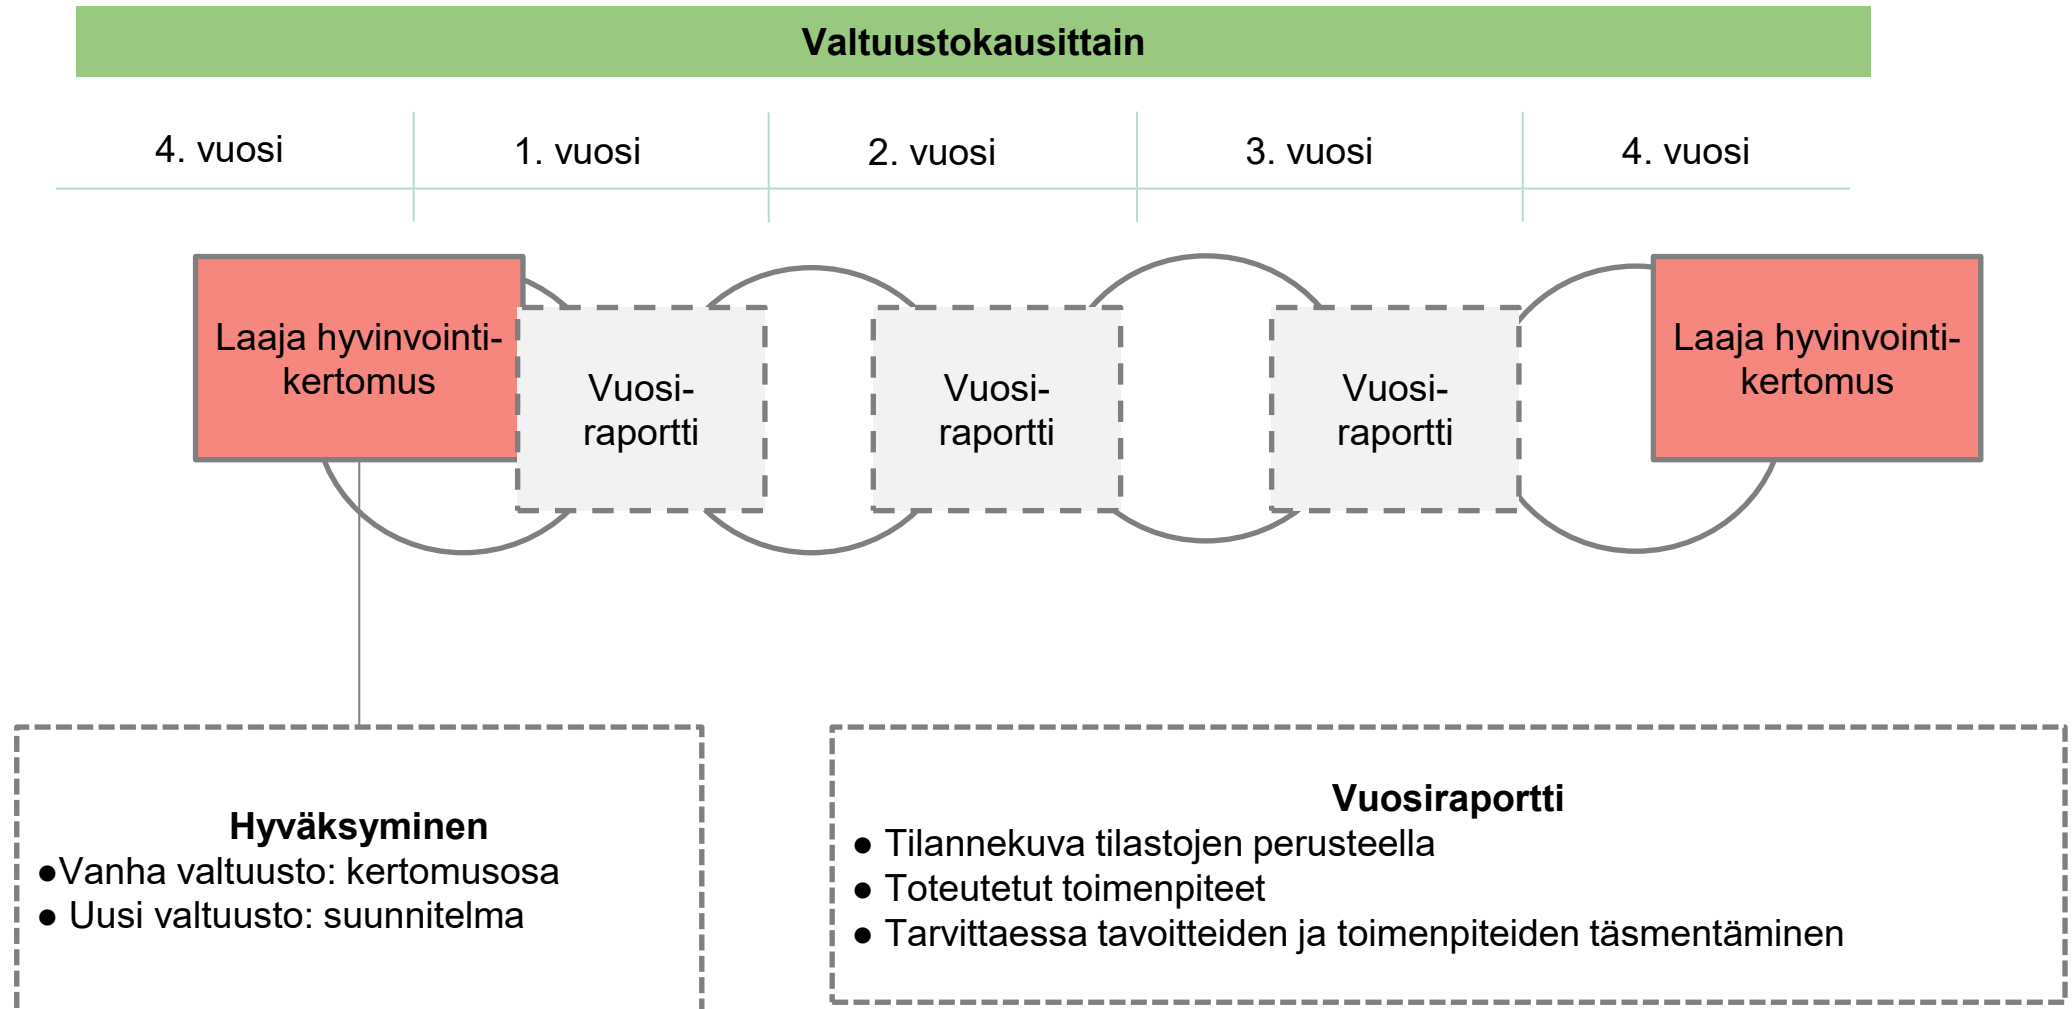 Valtuustokausittain
4. vuosi
1. vuosi
2. vuosi
3. vuosi
4. vuosi
Laaja hyvinvointi-
kertomus
Vuosi-
raportti
Vuosi-
raportti
Vuosi-
raportti
Laaja hyvinvointi-
kertomus
Hyväksyminen
●Vanha valtuusto: kertomusosa
● Uusi valtuusto: suunnitelma
Vuosiraportti
● Tilannekuva tilastojen perusteella
● Toteutetut toimenpiteet
● Tarvittaessa tavoitteiden ja toimenpiteiden täsmentäminen